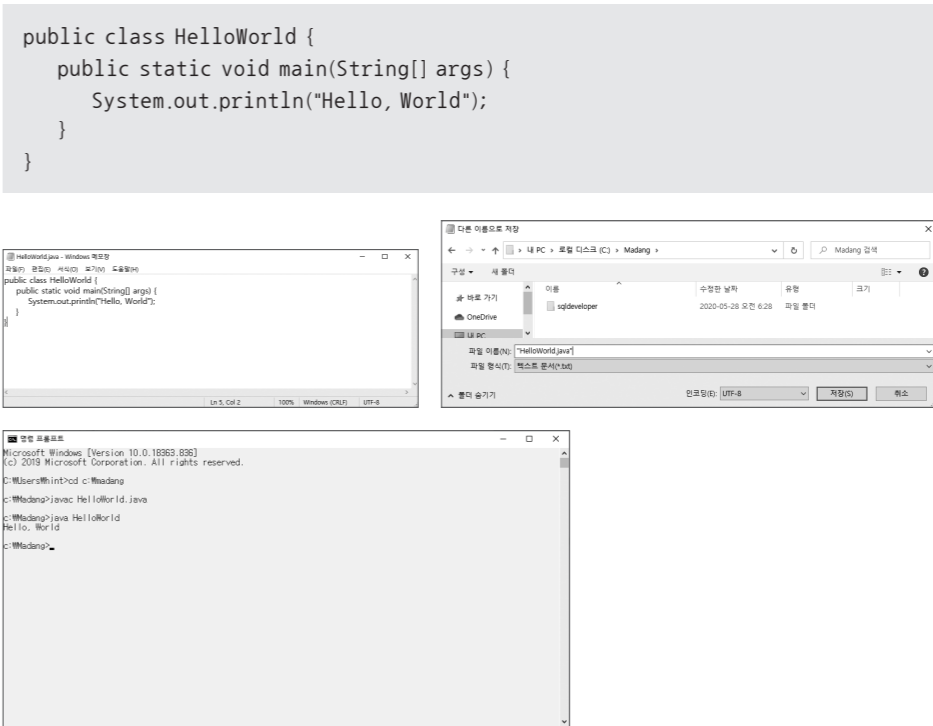 public class HelloWorld {
public static void main(String[] args) {
System.out.println("Hello, World");
}
}
HelloWorld.java - Windows 메모장
파일(F) 편집(E) 서식(O) 보기(V) 도움말(H)
public class HelloWorld {
public static void main(String[] args) {
System.out.println("Hello, World");
}
}
Ln 5, Col 2 100% Windows (CRLF) UTF-8
다른 이름으로 저장
내 PC > 로컬 디스크 (C:) > Madang >
Madang 검색
구성 새 폴더
이름 수정한 날짜 유형 크기
바로 가기
sqldeveloper 2020-05-28 오전 6:28 파일 폴더
OneDrive
내 PC
파일 이름(N): "HelloWorld.java"
파일 형식(T): 텍스트 문서(*.txt)
폴더 숨기기 인코딩(E): UTF-8 저장(S) 취소
명령 프롬프트
Microsoft Windows [Version 10.0.18363.836]
(c) 2019 Microsoft Corporation. All rights reserved.
C:₩Users₩hint>cd c:₩madang
c:₩Madang>javac HelloWorld.java
c:₩Madang>java HelloWorld
Hello, World
c:₩Madang>_